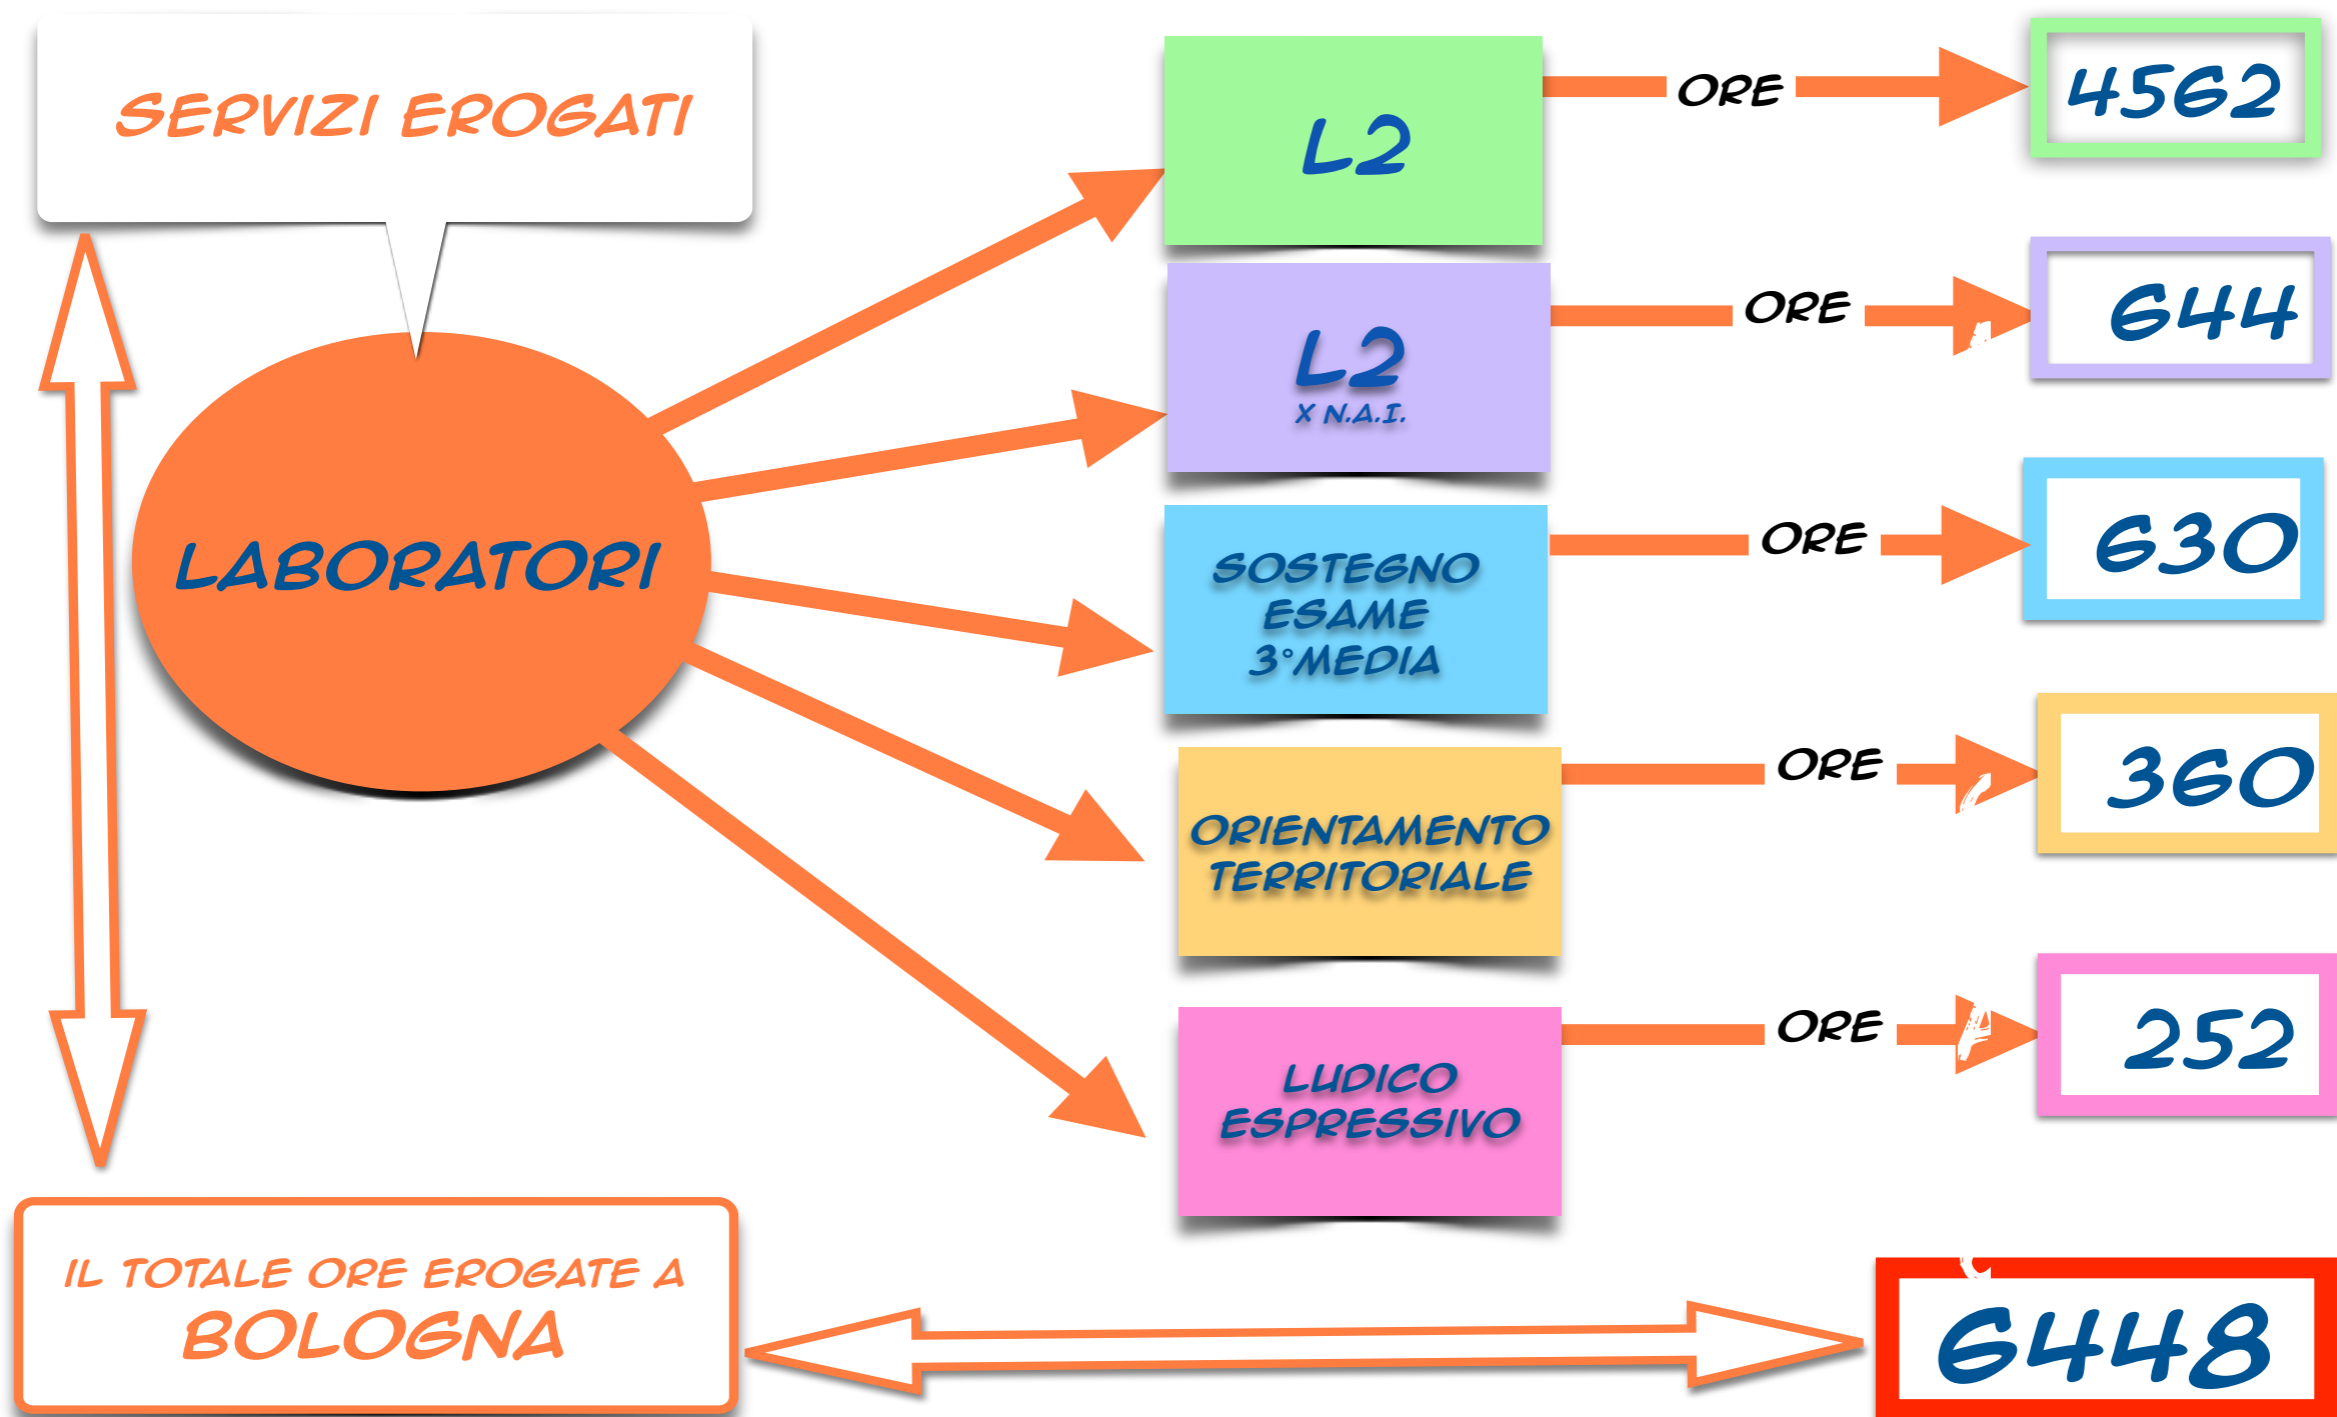 SERVIZI EROGATI
LABORATORI
L2
ORE
4562
L2
X N.A.I.
ORE
644
SOSTEGNO
ESAME
3°MEDIA
ORE
630
ORIENTAMENTO
TERRITORIALE
ORE
360
LUDICO
ESPRESSIVO
ORE
252
IL TOTALE ORE EROGATE A
BOLOGNA
6448